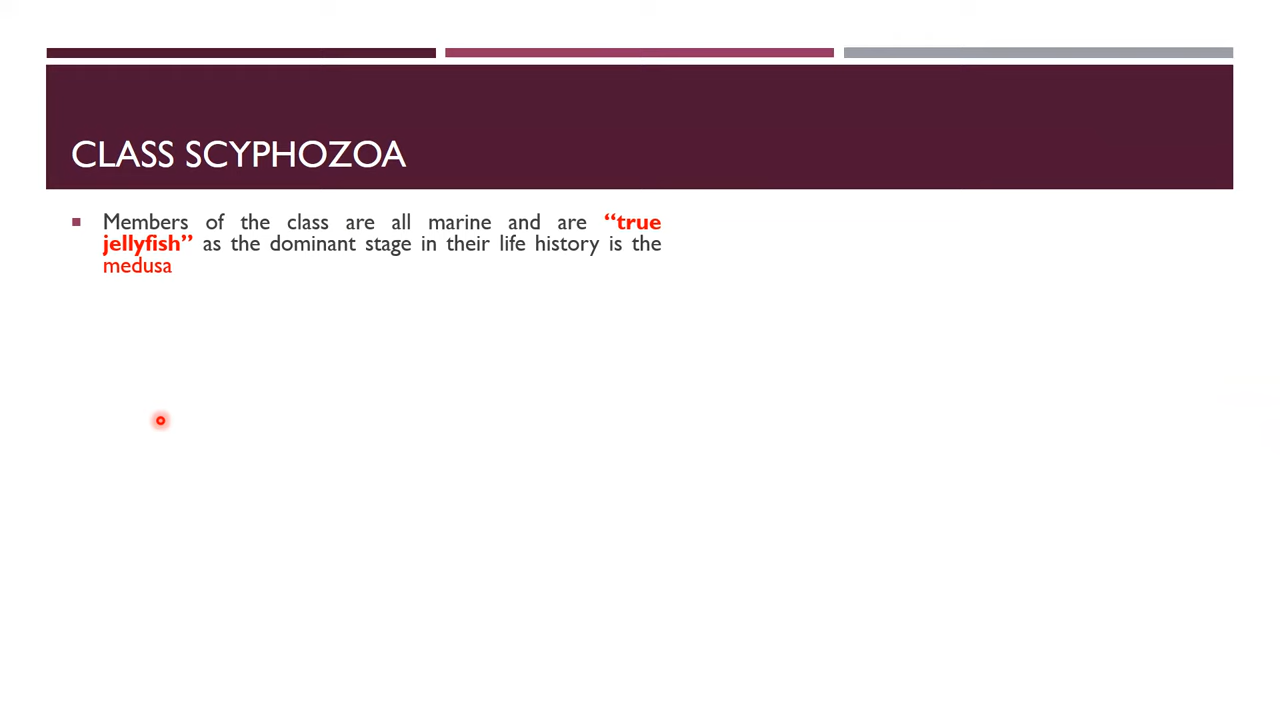 CLASS SCYPHOZOA
Members of the class are all marine and are “true
jellyfish” as the dominant stage in their life history is the
medusa